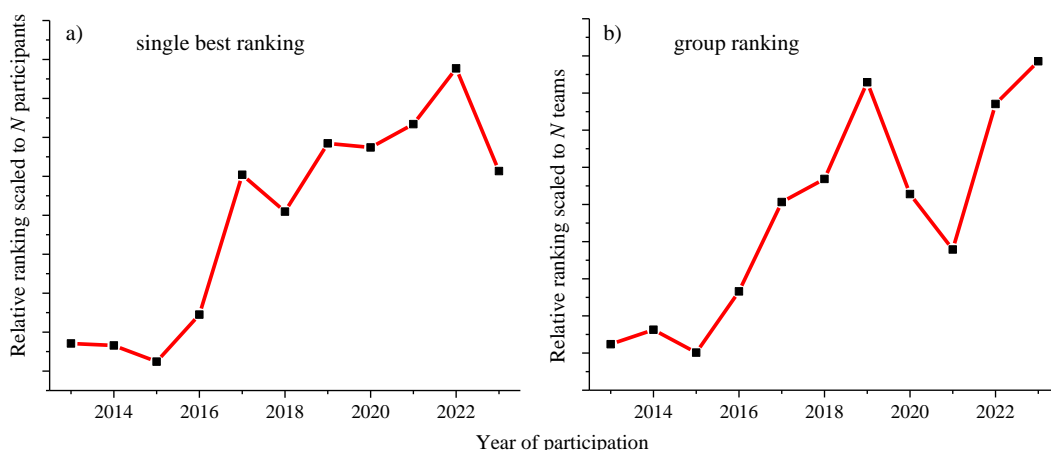 a)
single best ranking
Relative ranking scaled to N participants
2014
2016
2018
2020
2022
b)
group ranking
Relative ranking scaled to N teams
2014
2016
2018
2020
2022
Year of participation